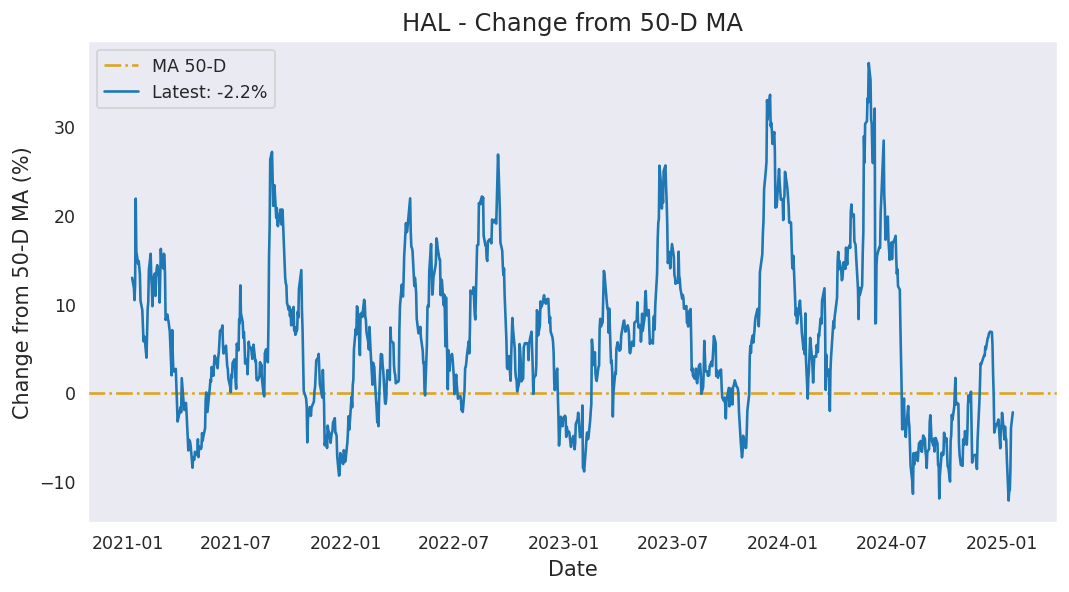 HAL - Change from 50-D MA
MA 50-D
Latest: -2.2%
Change from 50-D MA (%)
30
20
10
0
−10
2021-01 2021-07 2022-01 2022-07 2023-01 2023-07 2024-01 2024-07 2025-01
Date